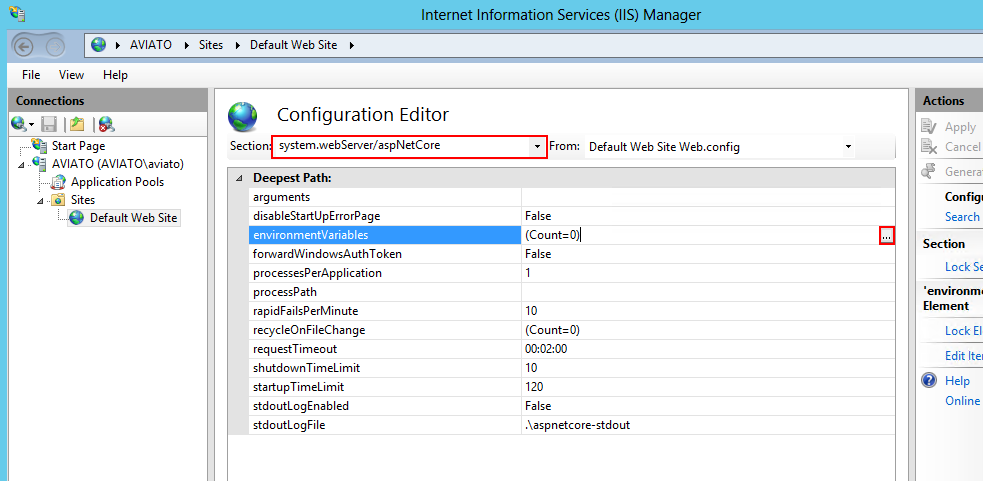 Internet Information Services (IIS) Manager
AVIATO Sites Default Web Site
File View Help
Connections
Start Page
AVIATO (AVIATO\aviato)
Application Pools
Sites
Default Web Site
Configuration Editor
Section: system.webServer/aspNetCore From: Default Web Site Web.config
Deepest Path:
arguments
disableStartUpErrorPage False
environmentVariables (Count=0) ...
forwardWindowsAuthToken False
processesPerApplication 1
processPath
rapidFailsPerMinute 10
recycleOnFileChange (Count=0)
requestTimeout 00:02:00
shutdownTimeLimit 10
startupTimeLimit 120
stdoutLogEnabled False
stdoutLogFile .\aspnetcore-stdout
Actions
Apply
Cancel
Genera
Configu
Search
Section
Lock Se
'environme
Element
Lock El
Edit Ite
Help
Online